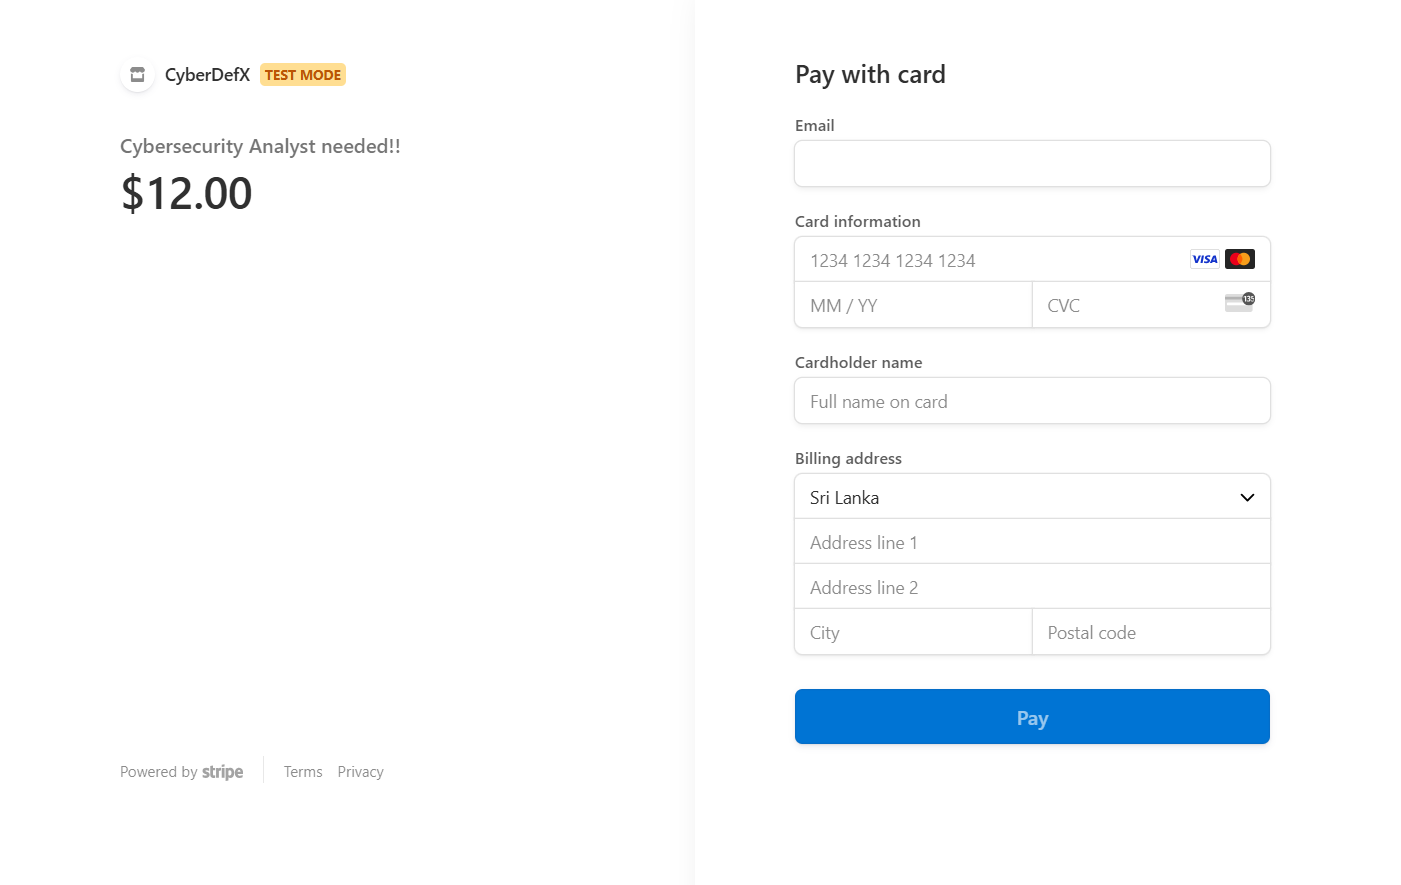 CyberDefX TEST MODE
Cybersecurity Analyst needed!!
$12.00
Powered by stripe Terms Privacy
Pay with card
Email
Card information
1234 1234 1234 1234 VISA
MM / YY CVC 135
Cardholder name
Full name on card
Billing address
Sri Lanka
Address line 1
Address line 2
City Postal code
Pay